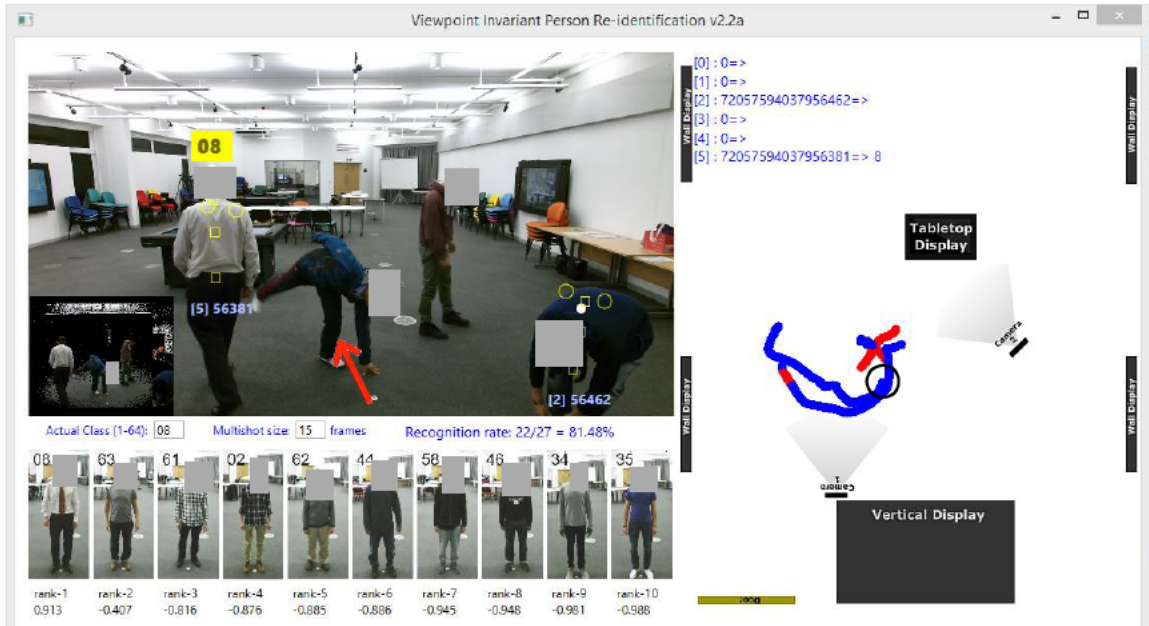 Viewpoint Invariant Person Re-identification v2.2a
08
[5] 56381
[2] 56462
Actual Class (1-64): 08 Multishot size: 15 frames Recognition rate: 22/27 = 81.48%
08 63 61 02 62 44 58 46 34 35
rank-1 rank-2 rank-3 rank-4 rank-5 rank-6 rank-7 rank-8 rank-9 rank-10
0.913 -0.407 -0.816 -0.876 -0.885 -0.886 -0.945 -0.948 -0.981 -0.988
[0] : 0=>
[1] : 0=>
[2] : 72057594037956462=>
[3] : 0=>
[4] : 0=>
[5] : 72057594037956381=> 8
Wall Display
Wall Display
Tabletop
Display
Camera
2
Wall Display
Wall Display
Camera
1
Vertical Display
Door